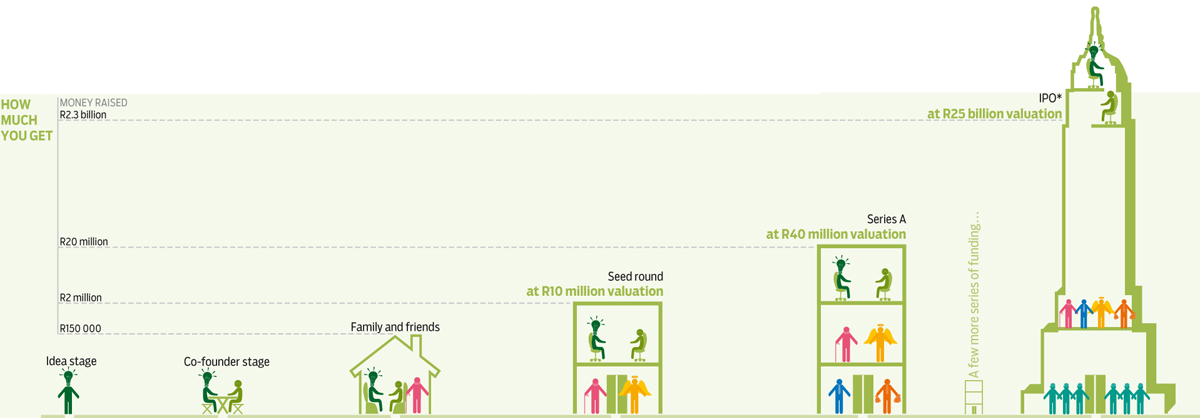 HOW
MUCH
YOU GET
MONEY RAISED
R2.3 billion
R20 million
R2 million
R150 000
Idea stage
Co-founder stage
Family and friends
Seed round
at R10 million valuation
Series A
at R40 million valuation
A few more series of funding...
IPO*
at R25 billion valuation